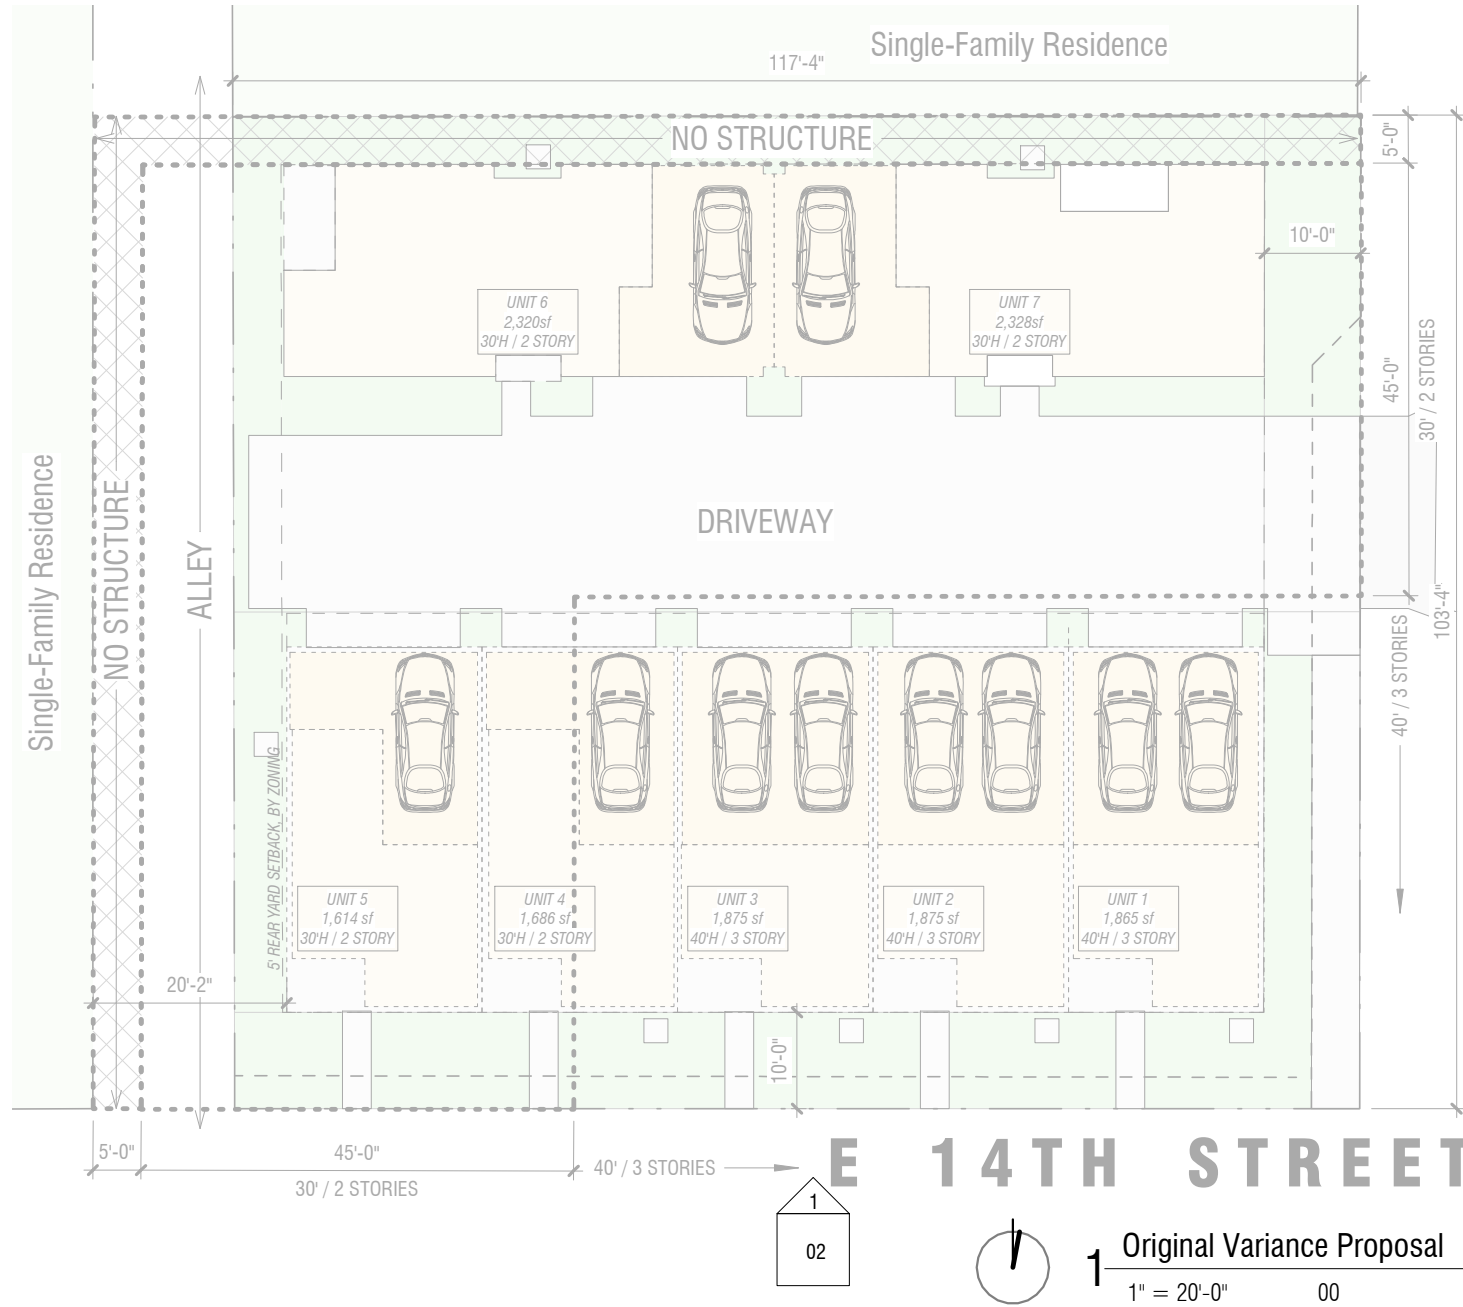 Single-Family Residence
117'-4"
NO STRUCTURE
5'-0"
10'-0"
UNIT 6
2,320sf
30'H / 2 STORY
UNIT 7
2,328sf
30'H / 2 STORY
45'-0"
30' / 2 STORIES
Single-Family Residence
NO STRUCTURE
ALLEY
DRIVEWAY
103'-4"
40' / 3 STORIES
5' REAR YARD SETBACK, BY ZONING
UNIT 5
1,614 sf
30'H / 2 STORY
UNIT 4
1,686 sf
30'H / 2 STORY
UNIT 3
1,875 sf
40'H / 3 STORY
UNIT 2
1,875 sf
40'H / 3 STORY
UNIT 1
1,865 sf
40'H / 3 STORY
20'-2"
10'-0"
5'-0"
45'-0"
30' / 2 STORIES
40' / 3 STORIES
E 14TH STREET
1
02
1
Original Variance Proposal
1" = 20'-0"
00